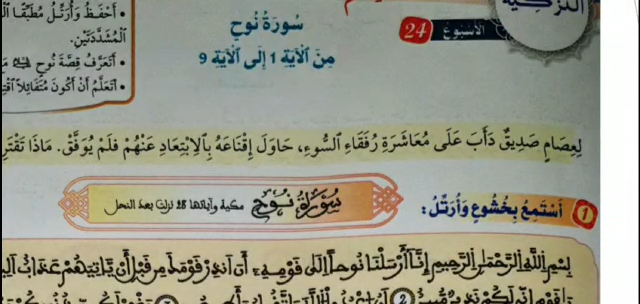 التزكية
الأسبوع 24
سُورَةُ نُوحٍ
مِنَ الْآيَةِ 1 إِلَى الْآيَةِ 9
• أَحْفَظُ وَأُرَتِّلُ مُطَبِّقًا
الْمُشَدَّدَتَيْنِ.
• أَتَعَرَّفُ قِصَّةَ نُوحٍ
• أَتَعَلَّمُ أَنْ أَكُونَ مُتَفَائِلًا
لِعِصَامٍ صَدِيقٌ دَأَبَ عَلَى مُعَاشَرَةِ رُفَقَاءِ السُّوءِ، حَاوَلَ إِقْنَاعَهُ بِالْاِبْتِعَادِ عَنْهُمْ فَلَمْ يُوَفَّقْ. مَاذَا
1 أَسْتَمِعُ بِخُشُوعٍ وَأُرَتِّلُ:
سُورَةُ نُوحٍ مكية وآياتها 28 نزلت بعد النحل
بِسْمِ اللَّهِ الرَّحْمَٰنِ الرَّحِيمِ إِنَّا أَرْسَلْنَا نُوحًا إِلَىٰ قَوْمِهِ أَنْ أَنذِرْ قَوْمَكَ مِن قَبْلِ أَنْ يَّاتِيَهُمْ عَذَابٌ